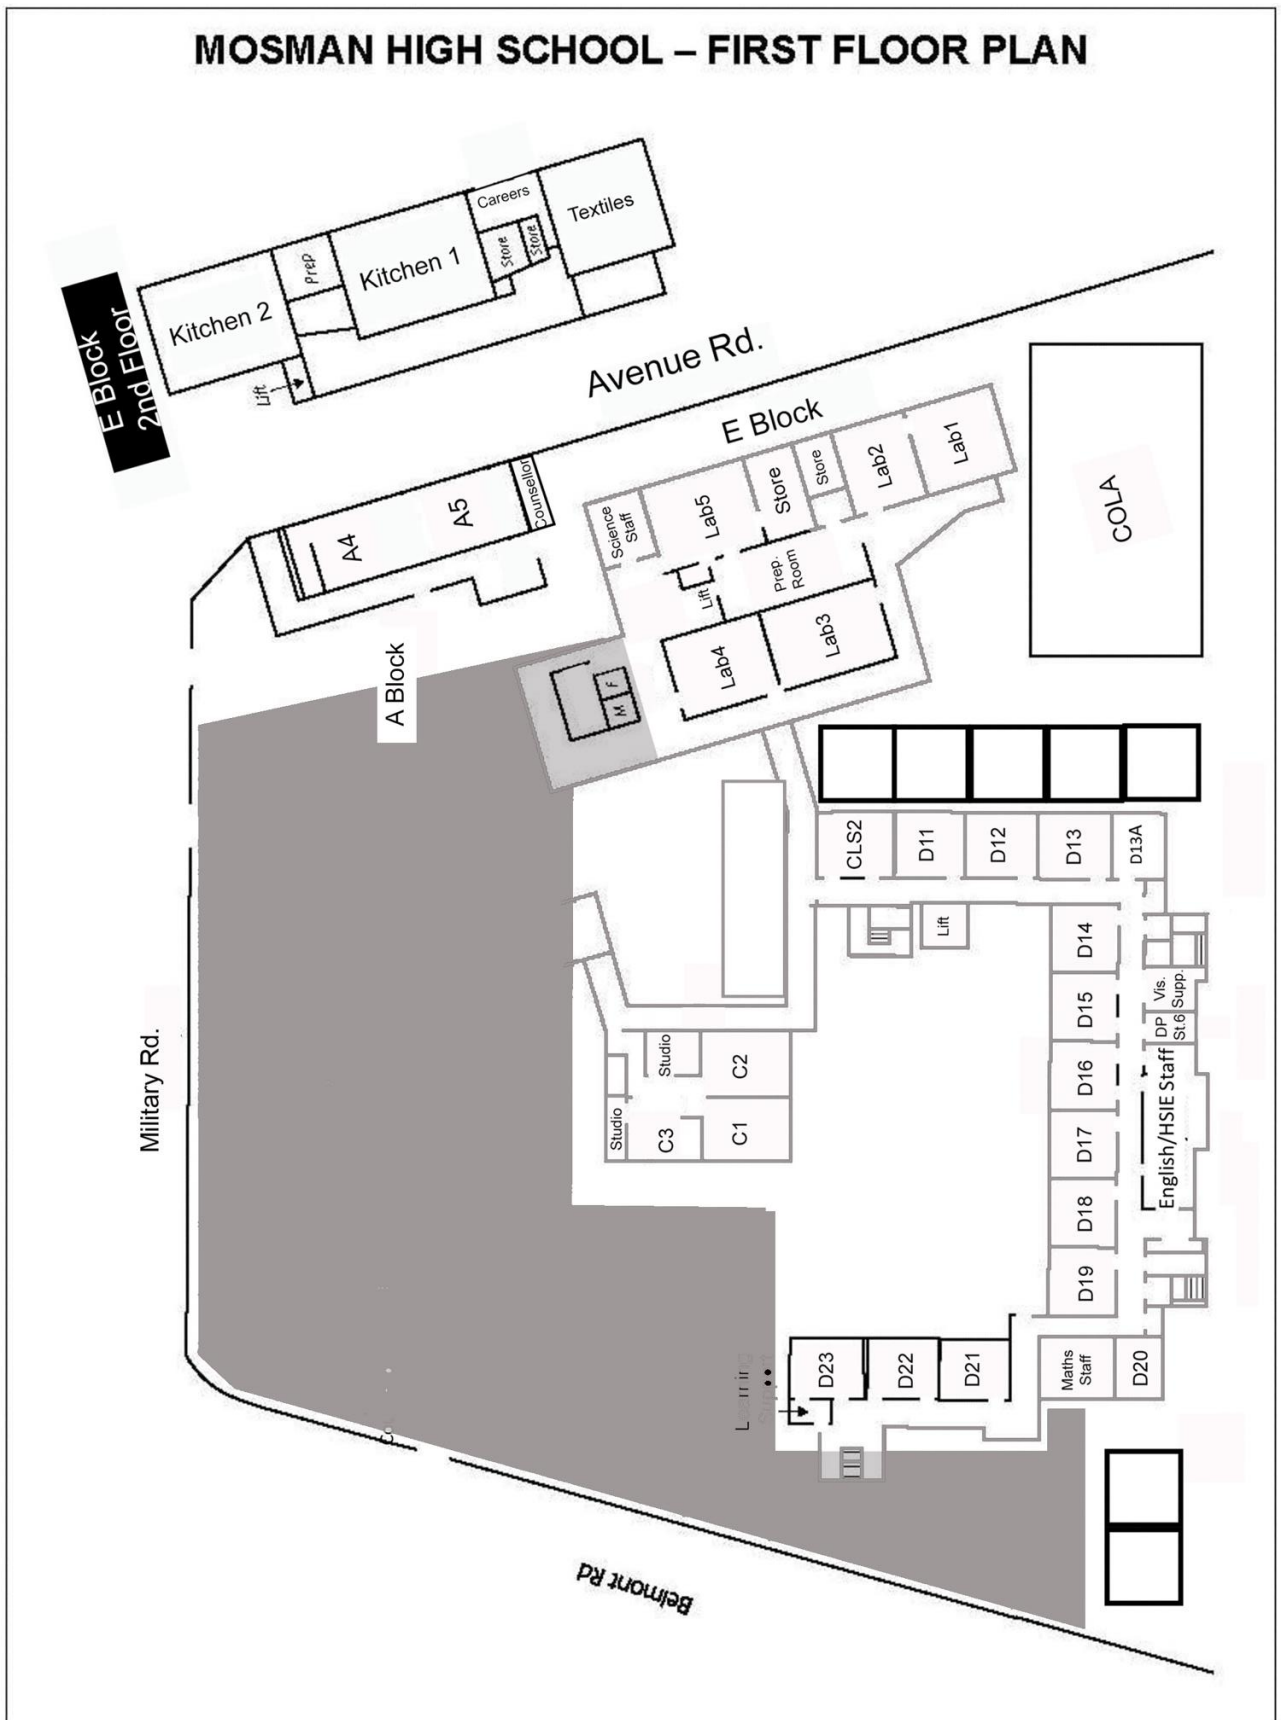 MOSMAN HIGH SCHOOL – FIRST FLOOR PLAN
Careers
Textiles
Prep
Kitchen 1
Store
Store
Kitchen 2
E Block
2nd Floor
Lift
Avenue Rd.
E Block
Counsellor
A5
A4
Science
Staff
Lab5
Store
Store
Lab2
Lab1
COLA
Prep.
Room
Lift
Lab4
Lab3
A Block
F
M
CLS2
D11
D12
D13
D13A
Lift
D14
Vis.
Supp.
D15
DP
St.6
Military Rd.
Studio
C2
D16
English/HSIE Staff
Studio
C3
C1
D17
D18
D19
D23
D22
D21
Maths
Staff
D20
Belmont Rd